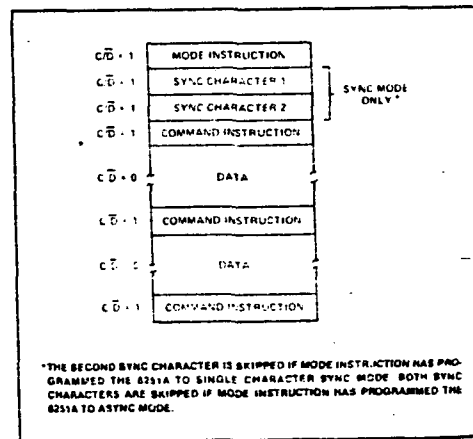 C/D̅ = 1 MODE INSTRUCTION
C/D̅ = 1 SYNC CHARACTER 1
C/D̅ = 1 SYNC CHARACTER 2
SYNC MODE
ONLY *
C/D̅ = 1 COMMAND INSTRUCTION
C/D̅ = 0 DATA
C/D̅ = 1 COMMAND INSTRUCTION
C/D̅ DATA
C/D̅ = 1 COMMAND INSTRUCTION
*THE SECOND SYNC CHARACTER IS SKIPPED IF MODE INSTRUCTION HAS PRO-
GRAMMED THE 8251A TO SINGLE CHARACTER SYNC MODE. BOTH SYNC
CHARACTERS ARE SKIPPED IF MODE INSTRUCTION HAS PROGRAMMED THE
8251A TO ASYNC MODE.